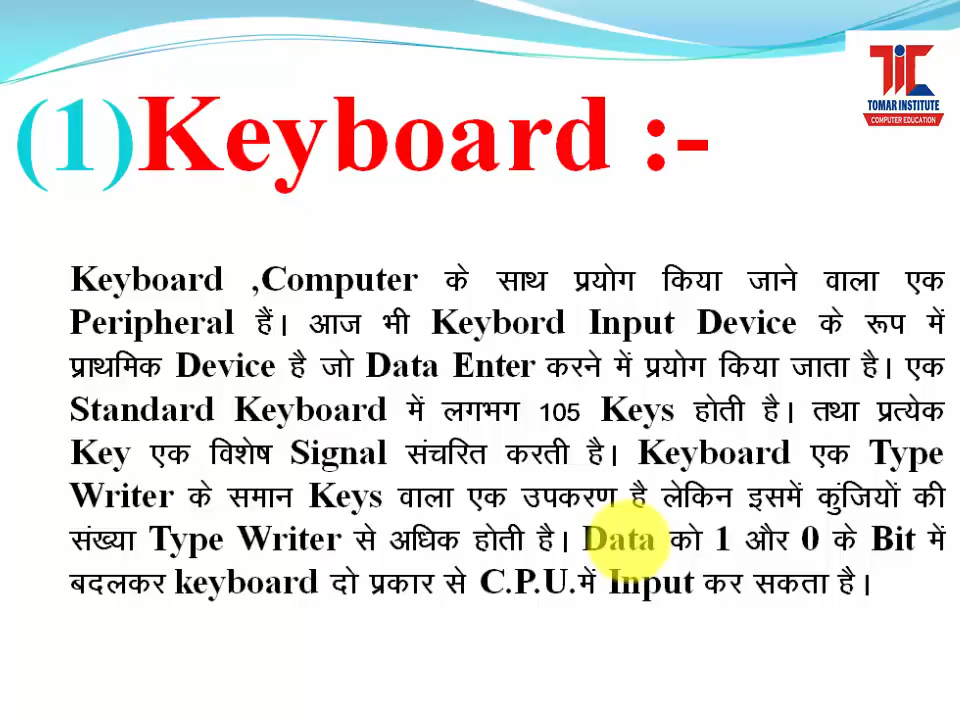 TIC
TOMAR INSTITUTE
COMPUTER EDUCATION
(1)Keyboard :-
Keyboard ,Computer के साथ प्रयोग किया जाने वाला एक
Peripheral हैं। आज भी Keybord Input Device के रूप में
प्राथमिक Device है जो Data Enter करने में प्रयोग किया जाता है। एक
Standard Keyboard में लगभग 105 Keys होती है। तथा प्रत्येक
Key एक विशेष Signal संचरित करती है। Keyboard एक Type
Writer के समान Keys वाला एक उपकरण है लेकिन इसमें कुंजियों की
संख्या Type Writer से अधिक होती है। Data को 1 और 0 के Bit में
बदलकर keyboard दो प्रकार से C.P.U.में Input कर सकता है।